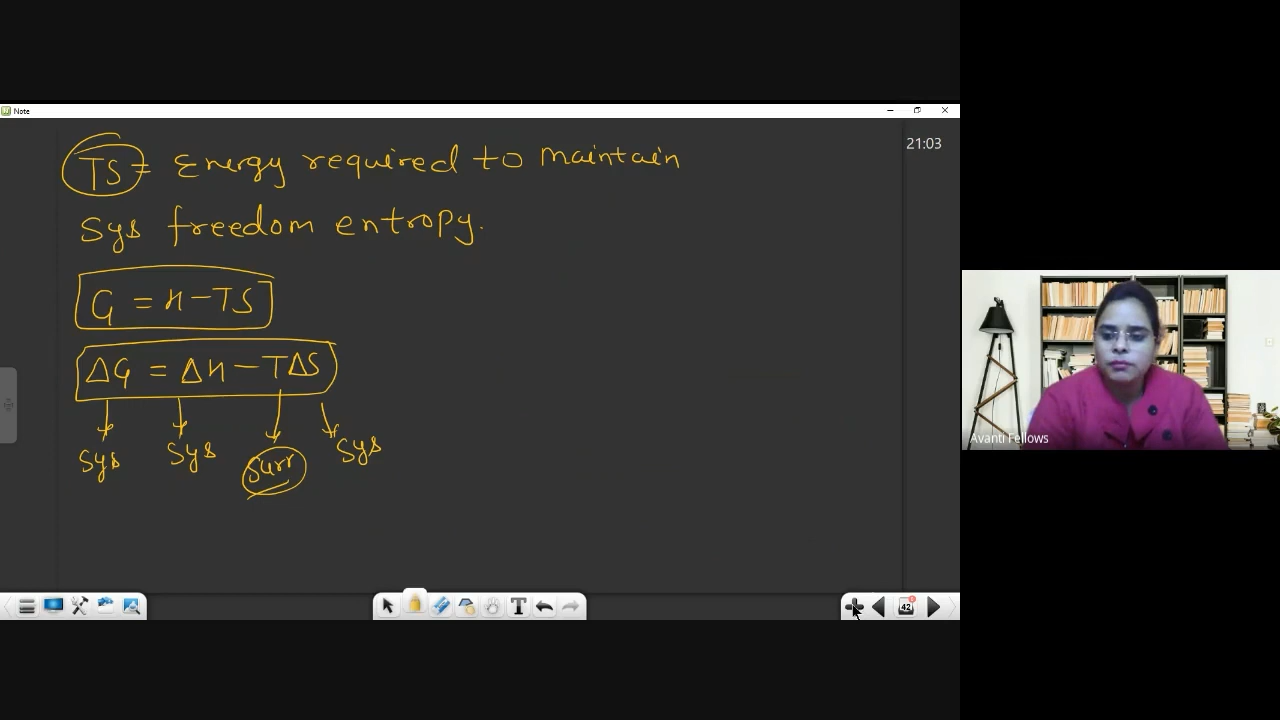 Note
21:03
TS = Energy required to maintain
Sys freedom entropy.
G = H - TS
ΔG = ΔH - TΔS
Sys Sys Surr Sys
Avanti Fellows
T
42